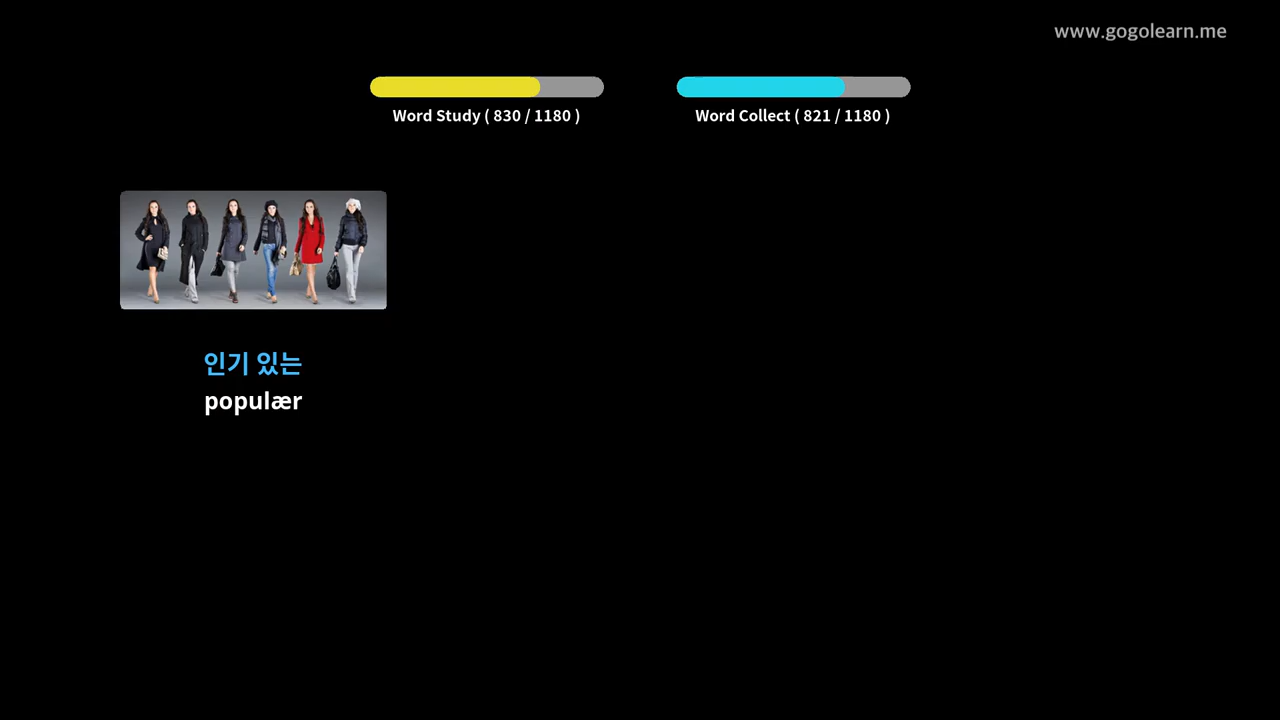 www.gogolearn.me
Word Study ( 830 / 1180 )
Word Collect ( 821 / 1180 )
인기 있는
populær